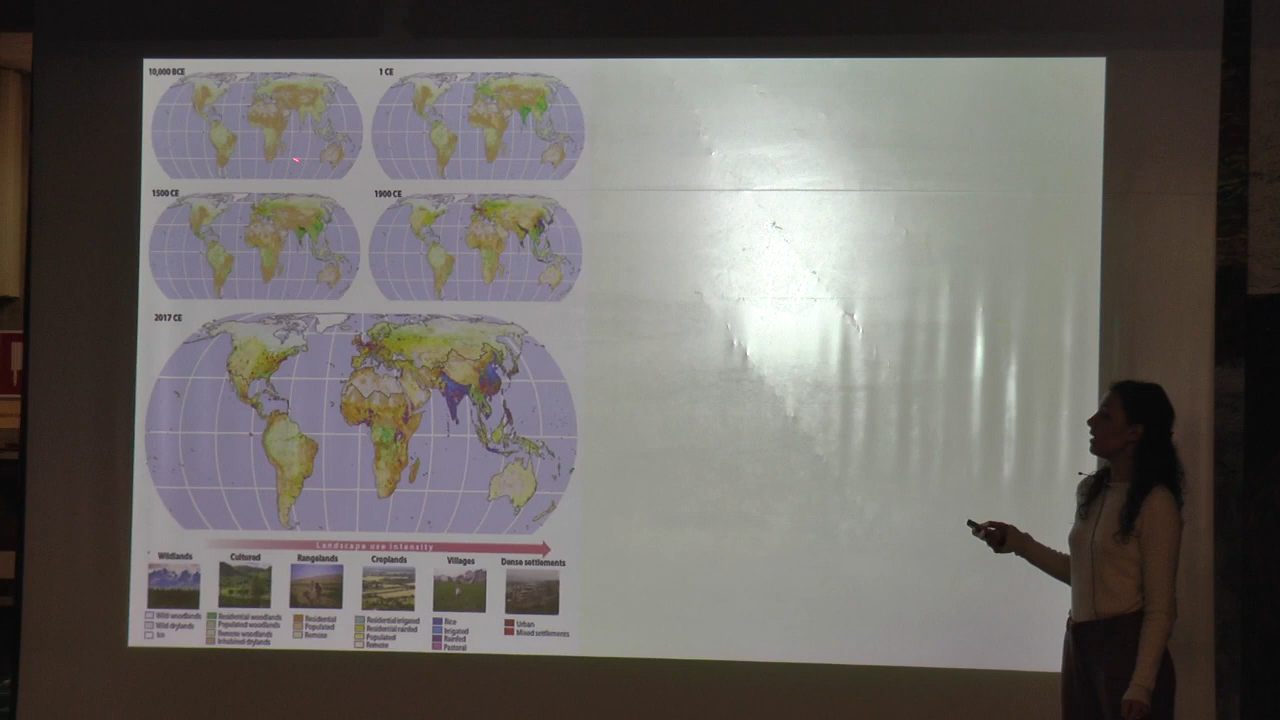 10,000 BCE
1 CE
1500 CE
1900 CE
2017 CE
Landscape use intensity
Wildlands
Cultured
Rangelands
Croplands
Villages
Dense settlements
Wild woodlands
Wild drylands
Ice
Residential woodlands
Populated woodlands
Remote woodlands
Inhabited drylands
Residential
Populated
Remote
Residential irrigated
Residential rainfed
Populated
Remote
Rice
Irrigated
Rainfed
Pastoral
Urban
Mixed settlements